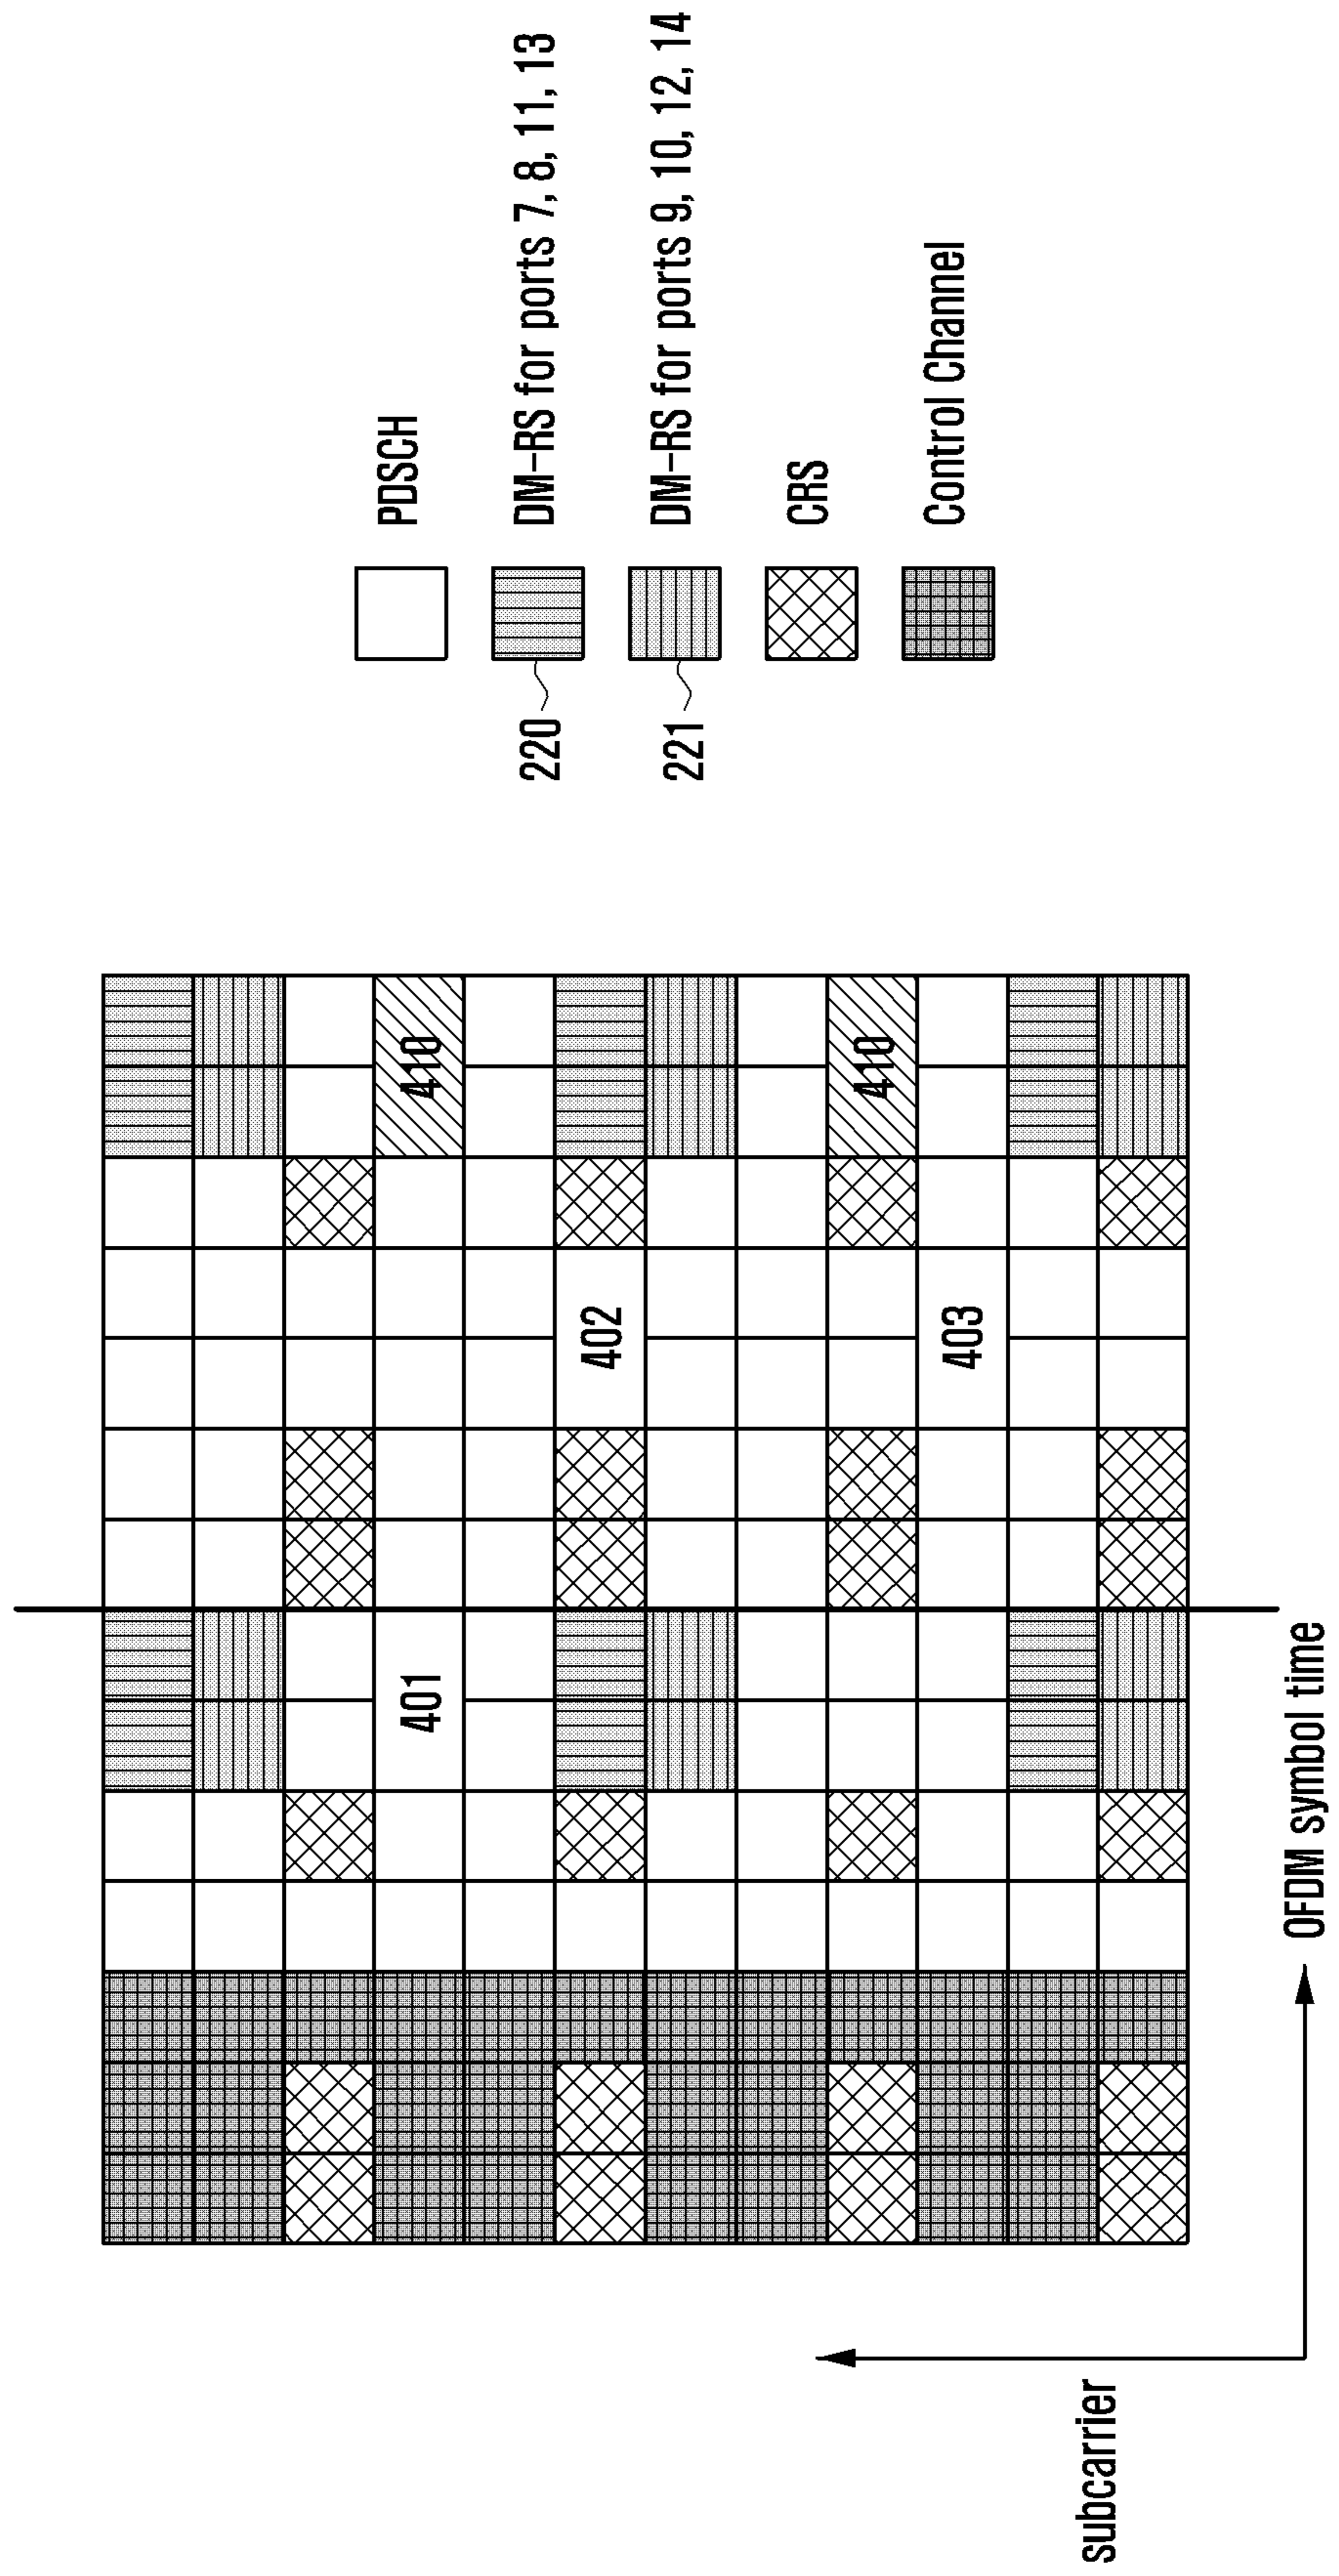 401
410
402
410
403
subcarrier
OFDM symbol time
PDSCH
220
DM-RS for ports 7, 8, 11, 13
221
DM-RS for ports 9, 10, 12, 14
CRS
Control Channel